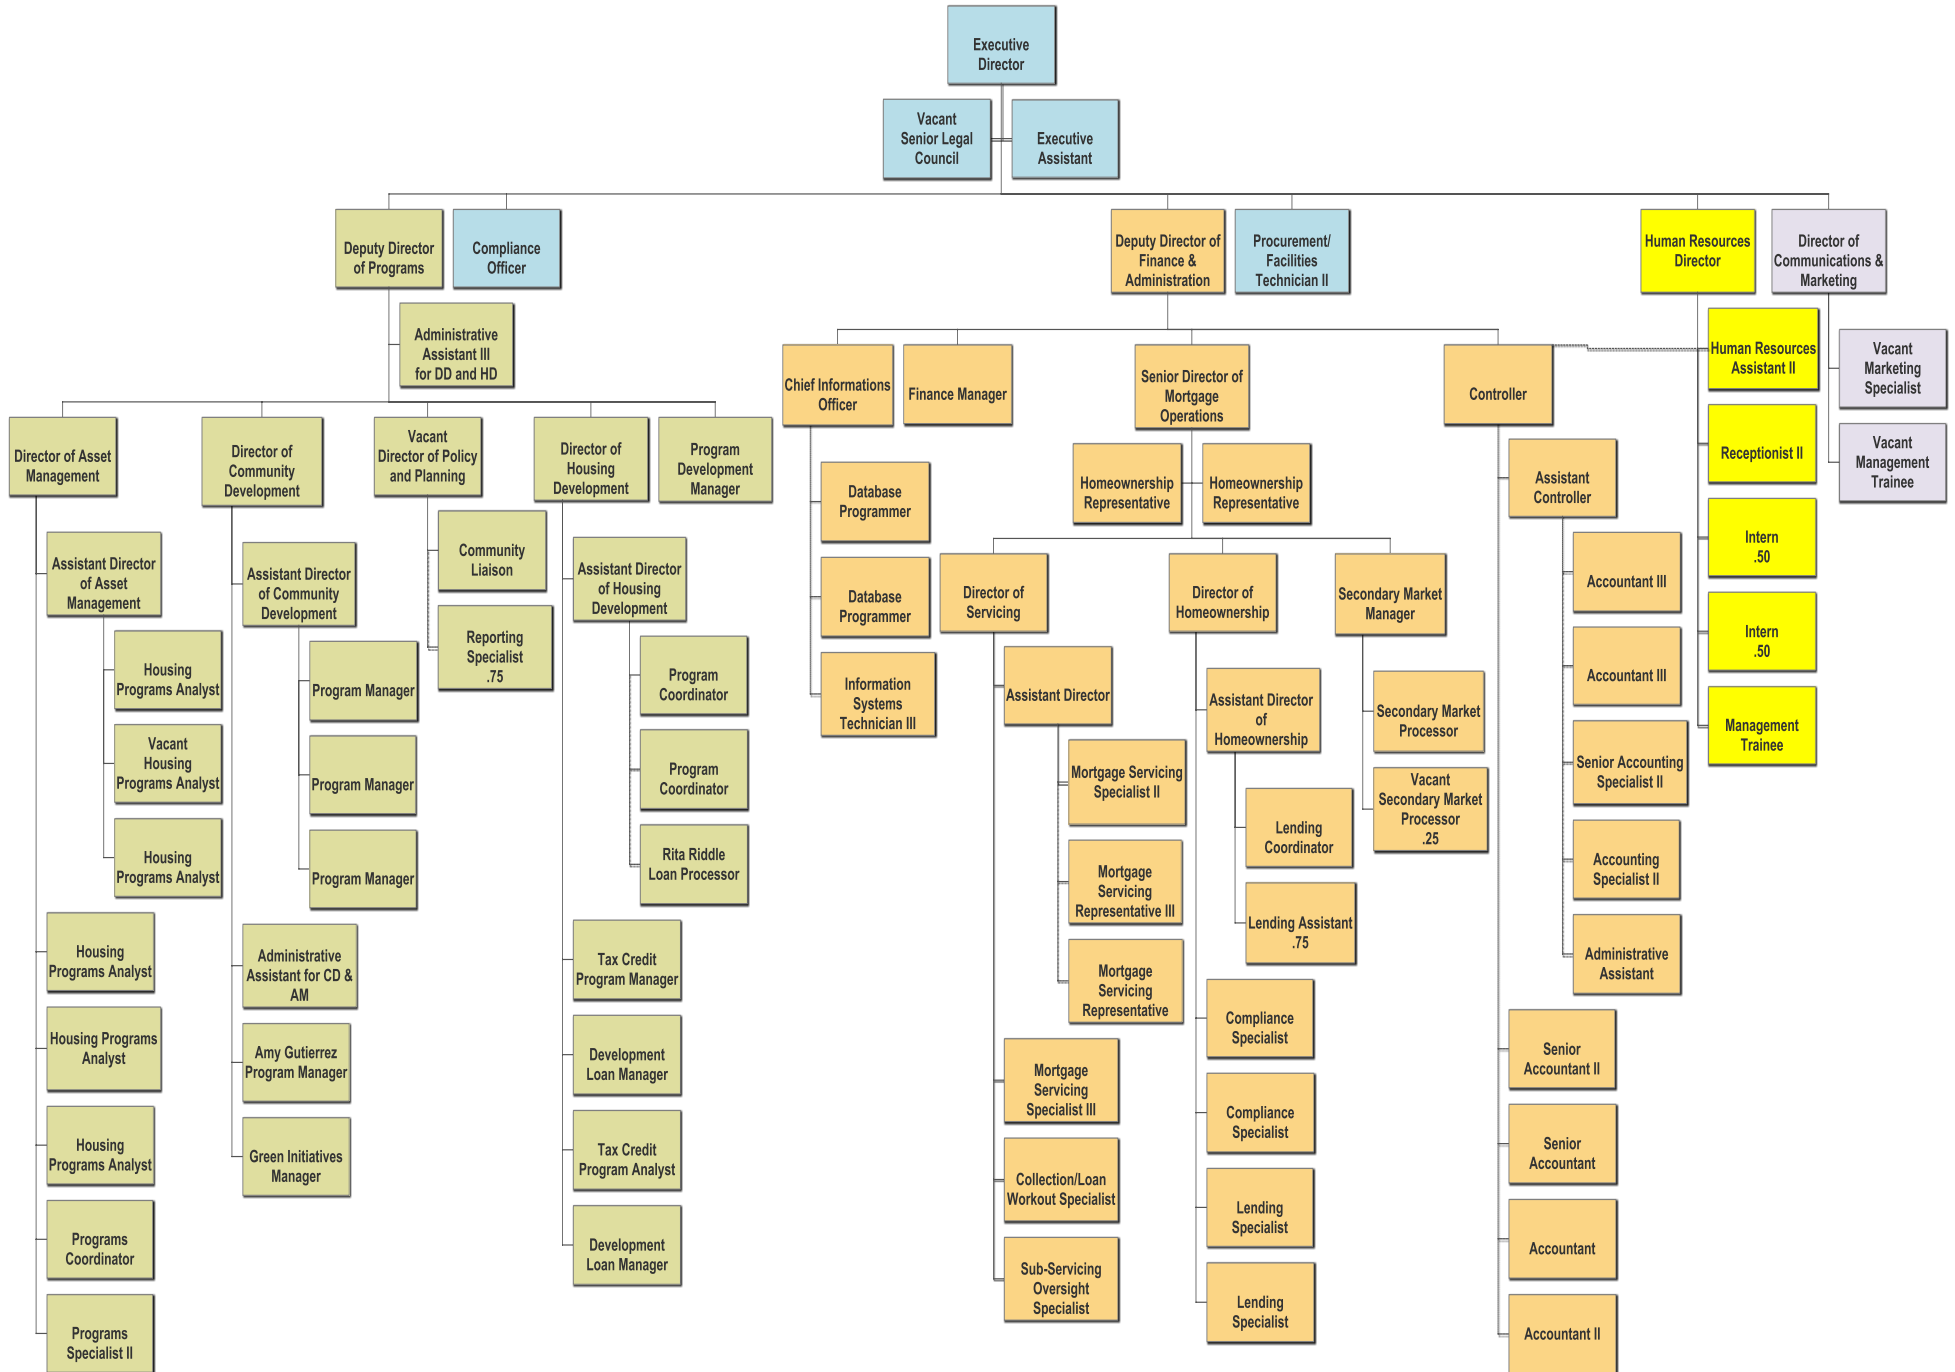 Executive
Director
Vacant
Senior Legal
Council
Executive
Assistant
Deputy Director
of Programs
Compliance
Officer
Deputy Director of
Finance &
Administration
Procurement/
Facilities
Technician II
Human Resources
Director
Director of
Communications &
Marketing
Administrative
Assistant III
for DD and HD
Human Resources
Assistant II
Receptionist II
Intern
.50
Intern
.50
Management
Trainee
Vacant
Marketing
Specialist
Vacant
Management
Trainee
Director of Asset
Management
Director of
Community
Development
Vacant
Director of Policy
and Planning
Director of
Housing
Development
Program
Development
Manager
Assistant Director
of Asset
Management
Housing
Programs Analyst
Vacant
Housing
Programs Analyst
Housing
Programs Analyst
Housing
Programs Analyst
Housing Programs
Analyst
Housing
Programs Analyst
Programs
Coordinator
Programs
Specialist II
Assistant Director
of Community
Development
Program Manager
Program Manager
Program Manager
Administrative
Assistant for CD &
AM
Amy Gutierrez
Program Manager
Green Initiatives
Manager
Community
Liaison
Reporting
Specialist
.75
Assistant Director
of Housing
Development
Program
Coordinator
Program
Coordinator
Rita Riddle
Loan Processor
Tax Credit
Program Manager
Development
Loan Manager
Tax Credit
Program Analyst
Development
Loan Manager
Chief Informations
Officer
Finance Manager
Senior Director of
Mortgage
Operations
Controller
Database
Programmer
Database
Programmer
Information
Systems
Technician III
Homeownership
Representative
Homeownership
Representative
Director of
Servicing
Director of
Homeownership
Secondary Market
Manager
Assistant Director
Mortgage Servicing
Specialist II
Mortgage
Servicing
Representative III
Mortgage
Servicing
Representative
Mortgage
Servicing
Specialist III
Collection/Loan
Workout Specialist
Sub-Servicing
Oversight
Specialist
Assistant Director
of
Homeownership
Lending
Coordinator
Lending Assistant
.75
Compliance
Specialist
Compliance
Specialist
Lending
Specialist
Lending
Specialist
Secondary Market
Processor
Vacant
Secondary Market
Processor
.25
Assistant
Controller
Accountant III
Accountant III
Senior Accounting
Specialist II
Accounting
Specialist II
Administrative
Assistant
Senior
Accountant II
Senior
Accountant
Accountant
Accountant II